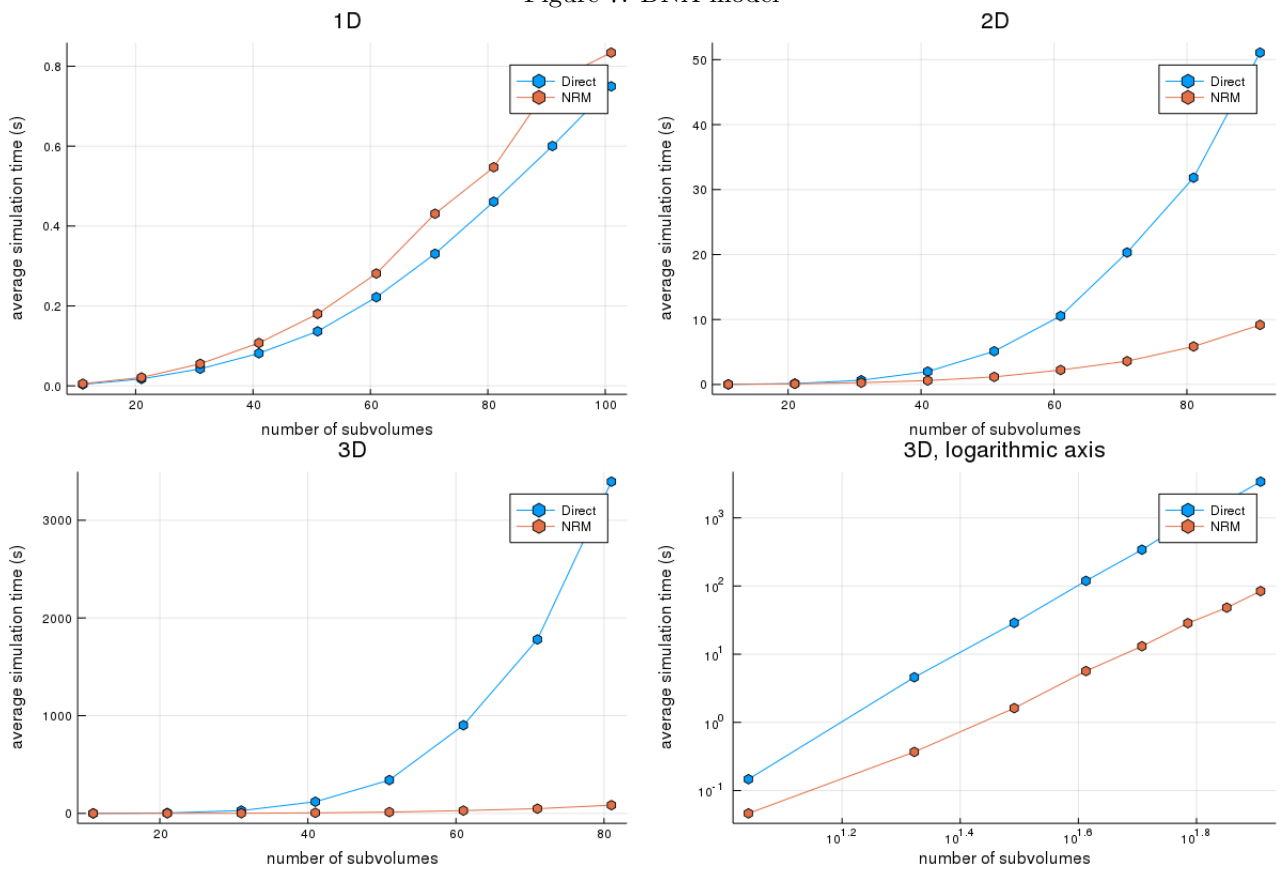 1D
0.8
0.6
0.4
0.2
0.0
20
40
60
80
100
average simulation time (s)
number of subvolumes
Direct
NRM
2D
50
40
30
20
10
0
20
40
60
80
average simulation time (s)
number of subvolumes
Direct
NRM
3D
3000
2000
1000
0
20
40
60
80
average simulation time (s)
number of subvolumes
Direct
NRM
3D, logarithmic axis
10^3
10^2
10^1
10^0
10^-1
10^1.2
10^1.4
10^1.6
10^1.8
average simulation time (s)
number of subvolumes
Direct
NRM